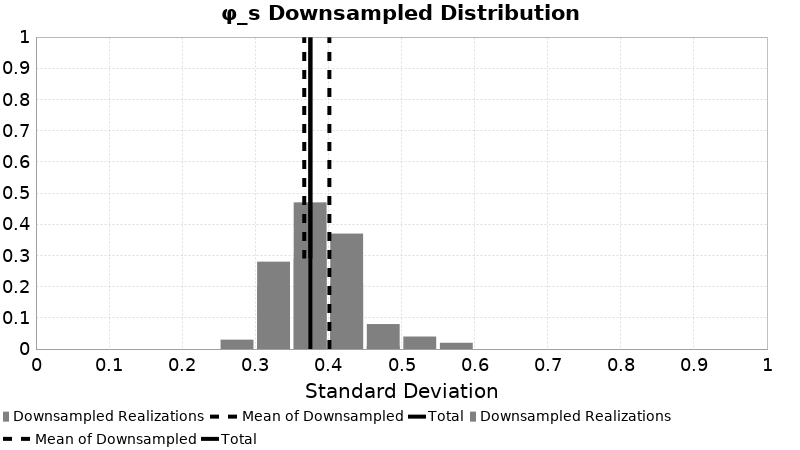 φ_s Downsampled Distribution
1
0.9
0.8
0.7
0.6
0.5
0.4
0.3
0.2
0.1
0
0 0.1 0.2 0.3 0.4 0.5 0.6 0.7 0.8 0.9 1
Standard Deviation
Downsampled Realizations Mean of Downsampled Total Downsampled Realizations
Mean of Downsampled Total